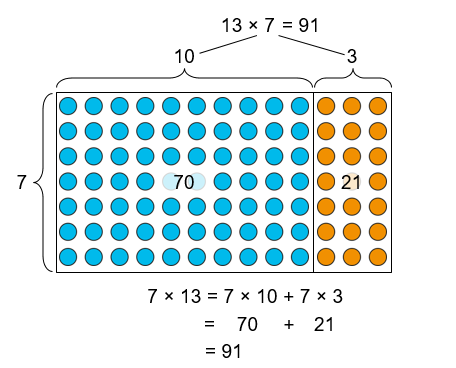 13 × 7 = 91
10 3
7 70 21
7 × 13 = 7 × 10 + 7 × 3
= 70 + 21
= 91